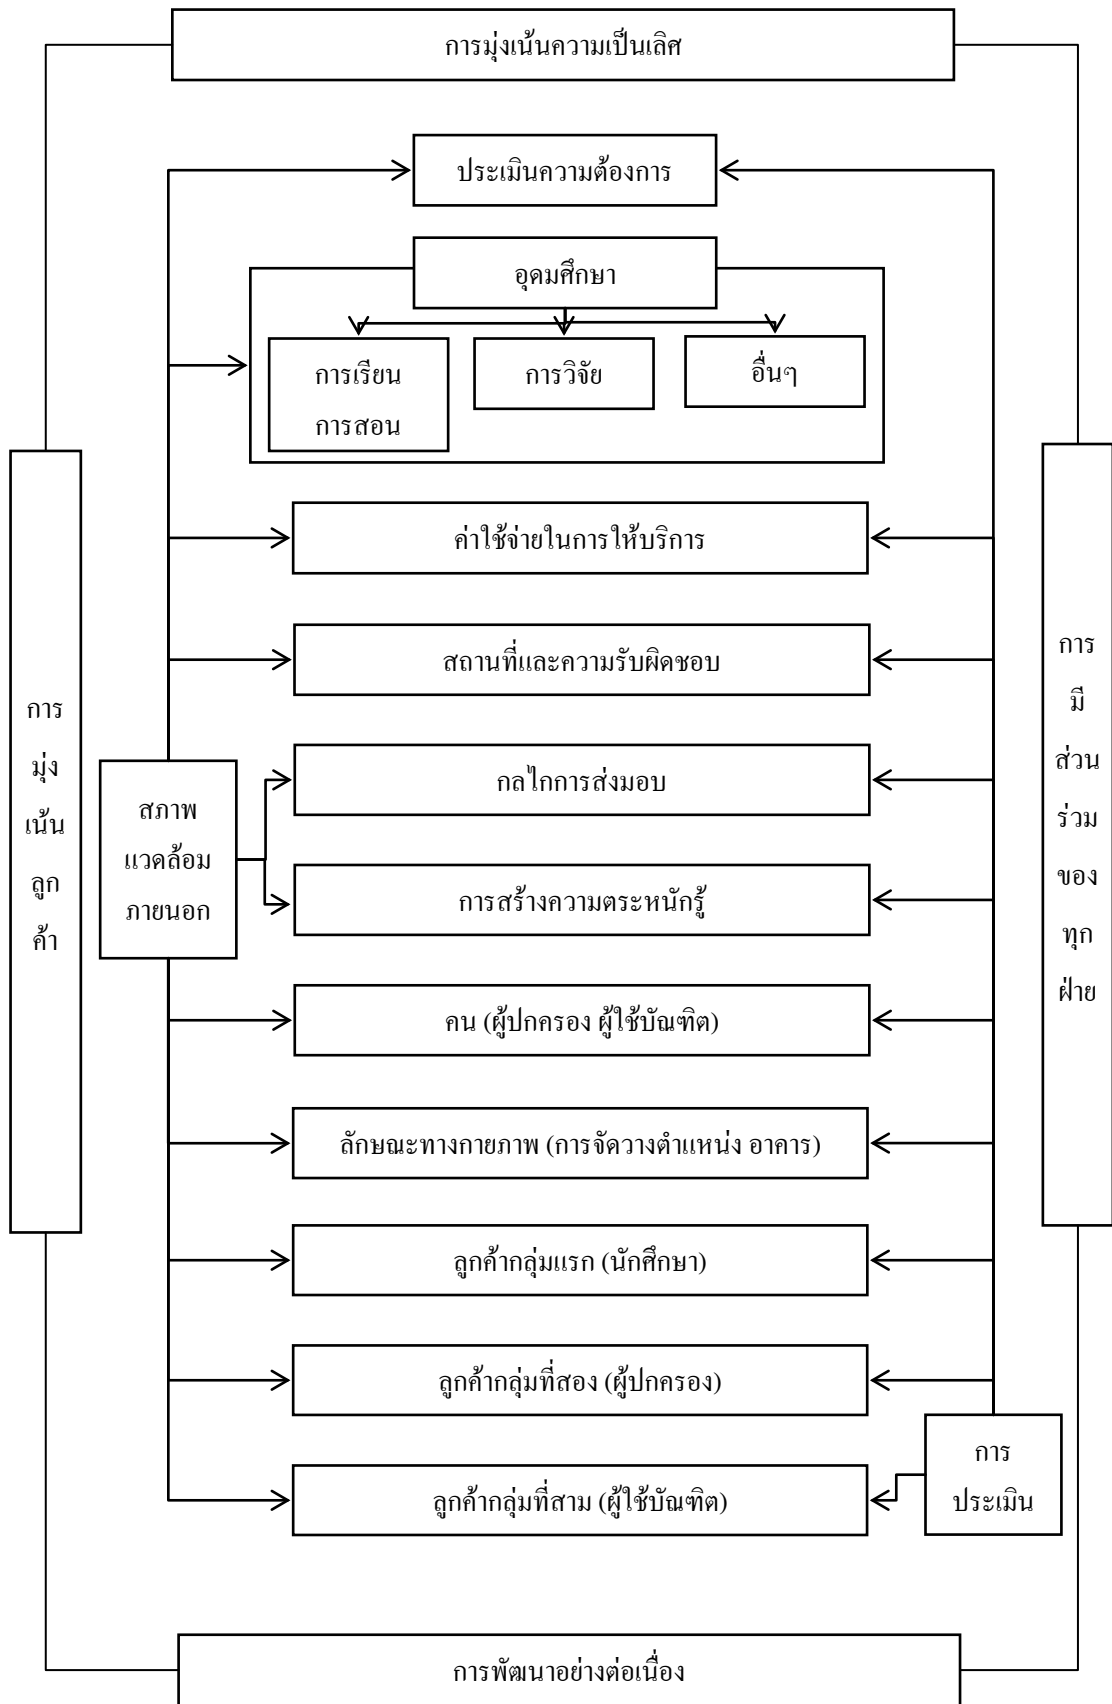 การมุ่งเน้นความเป็นเลิศ
ประเมินความต้องการ
อุดมศึกษา
การเรียน
การสอน
การวิจัย
อื่นๆ
ค่าใช้จ่ายในการให้บริการ
สถานที่และความรับผิดชอบ
การ
มุ่ง
เน้น
ลูก
ค้า
สภาพ
แวดล้อม
ภายนอก
กลไกการส่งมอบ
การสร้างความตระหนักรู้
การ
มี
ส่วน
ร่วม
ของ
ทุก
ฝ่าย
คน (ผู้ปกครอง ผู้ใช้บัณฑิต)
ลักษณะทางกายภาพ (การจัดวางตำแหน่ง อาคาร)
ลูกค้ากลุ่มแรก (นักศึกษา)
ลูกค้ากลุ่มที่สอง (ผู้ปกครอง)
ลูกค้ากลุ่มที่สาม (ผู้ใช้บัณฑิต)
การ
ประเมิน
การพัฒนาอย่างต่อเนื่อง